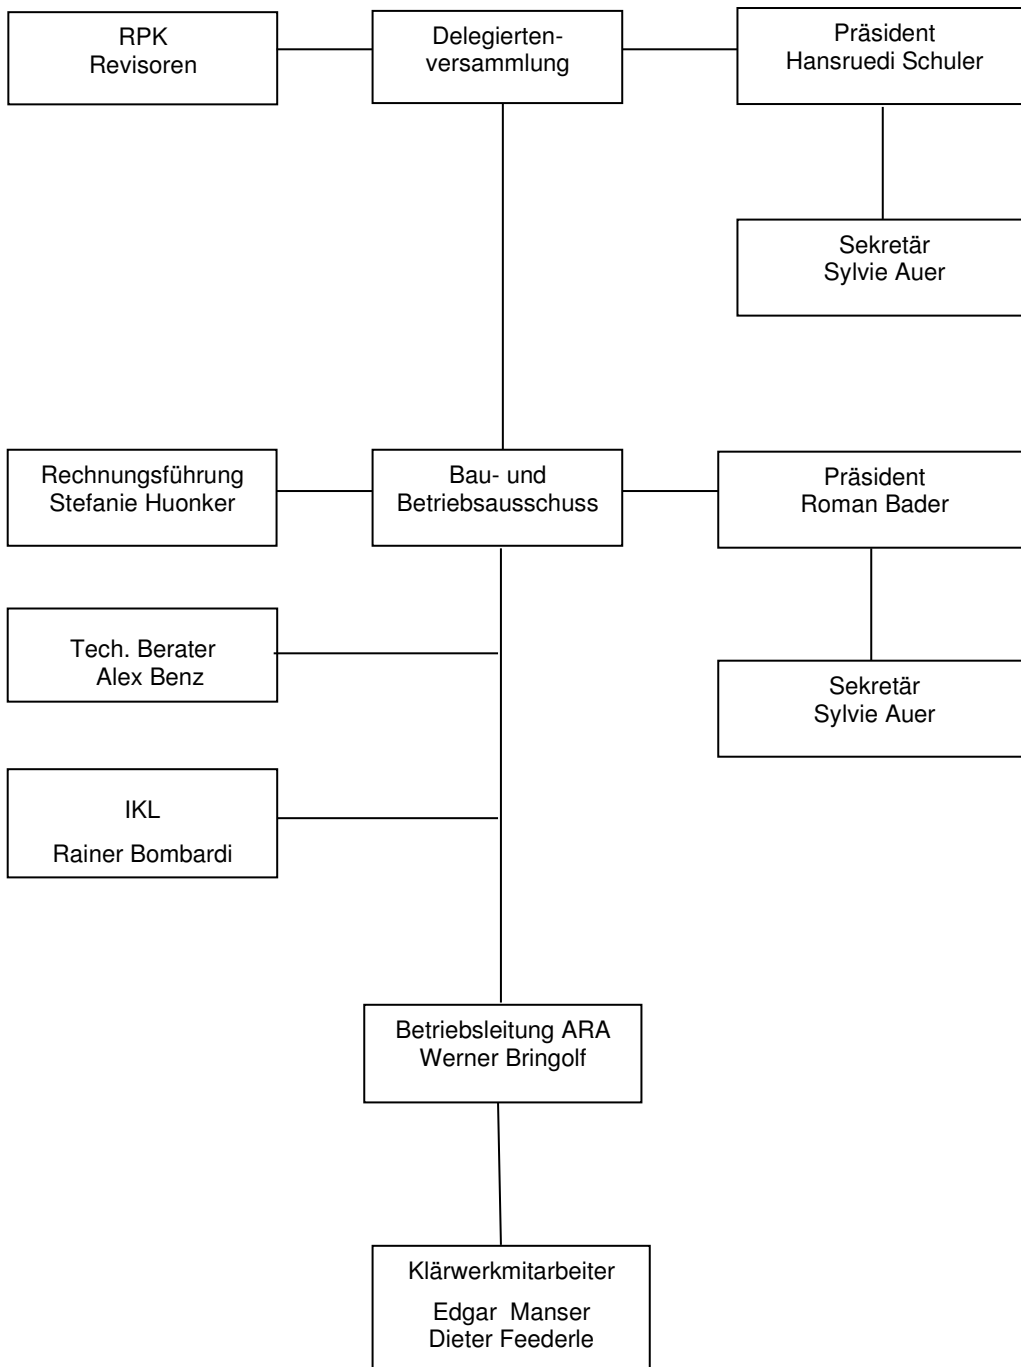 RPK
Revisoren
Delegierten-
versammlung
Präsident
Hansruedi Schuler
Sekretär
Sylvie Auer
Rechnungsführung
Stefanie Huonker
Bau- und
Betriebsausschuss
Präsident
Roman Bader
Tech. Berater
Alex Benz
Sekretär
Sylvie Auer
IKL
Rainer Bombardi
Betriebsleitung ARA
Werner Bringolf
Klärwerkmitarbeiter
Edgar  Manser
Dieter Feederle